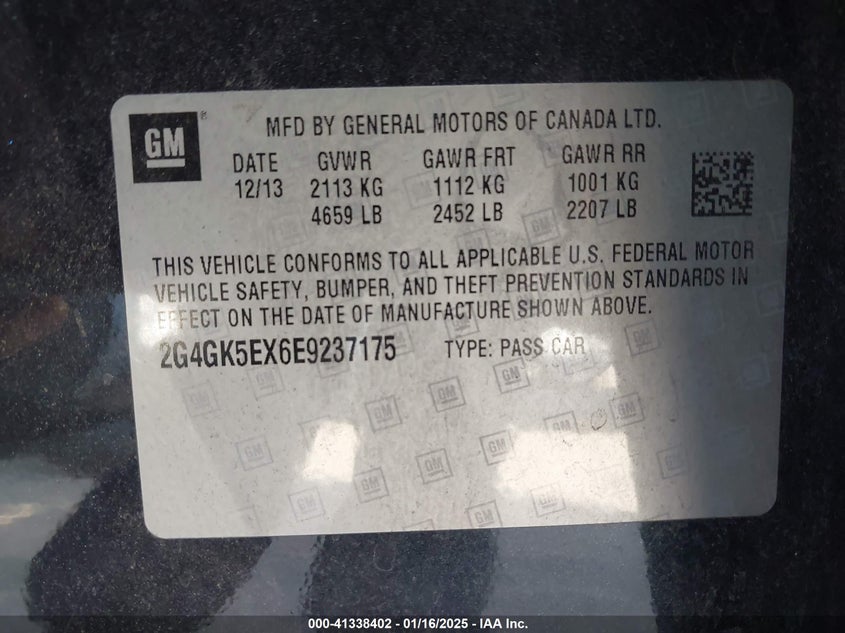 GM
MFD BY GENERAL MOTORS OF CANADA LTD.
DATE GVWR GAWR FRT GAWR RR
12/13 2113 KG 1112 KG 1001 KG
4659 LB 2452 LB 2207 LB
THIS VEHICLE CONFORMS TO ALL APPLICABLE U.S. FEDERAL MOTOR
VEHICLE SAFETY, BUMPER, AND THEFT PREVENTION STANDARDS IN
EFFECT ON THE DATE OF MANUFACTURE SHOWN ABOVE.
2G4GK5EX6E9237175 TYPE: PASS CAR
000-41338402 - 01/16/2025 - IAA Inc.